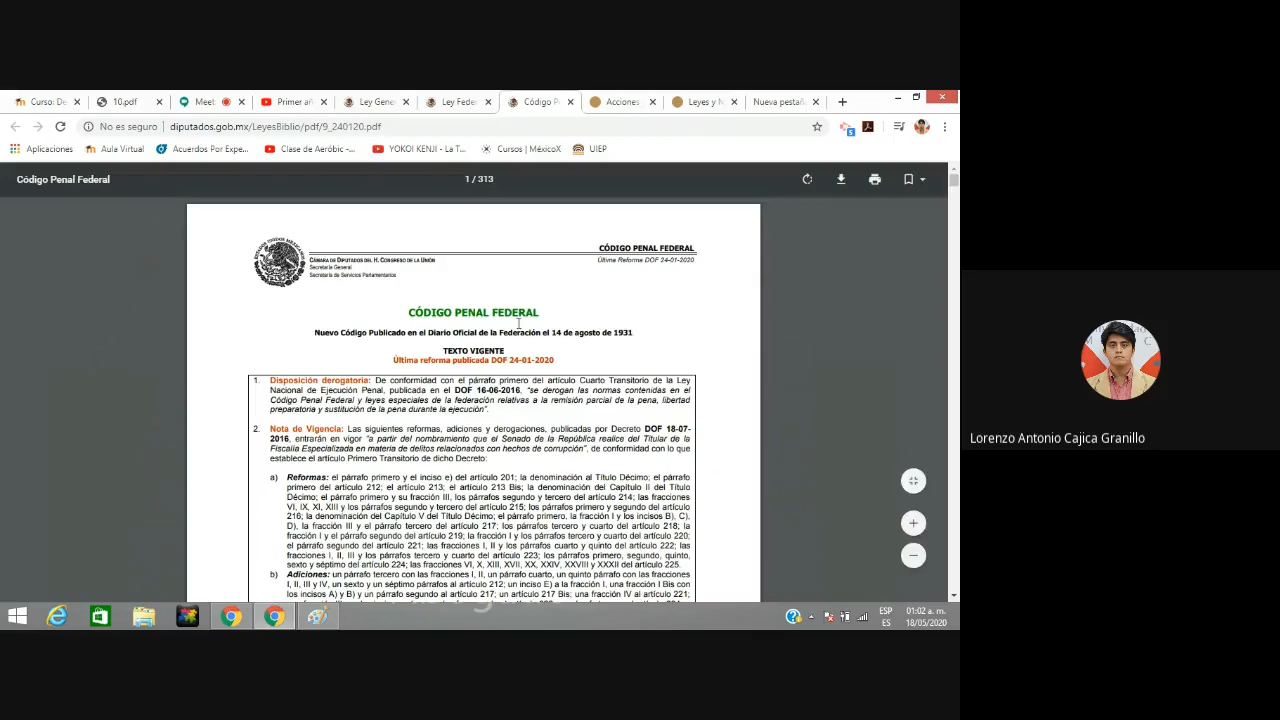 Curso: De
10.pdf
Meet:
Primer añ
Ley Gene
Ley Fede
Código P
Acciones
Leyes y N
Nueva pestañ
No es seguro
diputados.gob.mx/LeyesBiblio/pdf/9_240120.pdf
Aplicaciones
Aula Virtual
Acuerdos Por Expe...
Clase de Aeróbic -...
YOKOI KENJI - La T...
Cursos | MéxicoX
UIEP
Código Penal Federal
1 / 313
CÓDIGO PENAL FEDERAL
CÁMARA DE DIPUTADOS DEL H. CONGRESO DE LA UNIÓN
Última Reforma DOF 24-01-2020
Secretaría General
Secretaría de Servicios Parlamentarios
CÓDIGO PENAL FEDERAL
Nuevo Código Publicado en el Diario Oficial de la Federación el 14 de agosto de 1931
TEXTO VIGENTE
Última reforma publicada DOF 24-01-2020
1. Disposición derogatoria: De conformidad con el párrafo primero del artículo Cuarto Transitorio de la Ley
Nacional de Ejecución Penal, publicada en el DOF 16-06-2016, "se derogan las normas contenidas en el
Código Penal Federal y leyes especiales de la federación relativas a la remisión parcial de la pena, libertad
preparatoria y sustitución de la pena durante la ejecución".
2. Nota de Vigencia: Las siguientes reformas, adiciones y derogaciones, publicadas por Decreto DOF 18-07-
2016, entrarán en vigor "a partir del nombramiento que el Senado de la República realice del Titular de la
Fiscalía Especializada en materia de delitos relacionados con hechos de corrupción", de conformidad con lo que
establece el artículo Primero Transitorio de dicho Decreto:
a) Reformas: el párrafo primero y el inciso e) del artículo 201; la denominación al Título Décimo; el párrafo
primero del artículo 212; el artículo 213; el artículo 213 Bis; la denominación del Capítulo II del Título
Décimo; el párrafo primero y su fracción III, los párrafos segundo y tercero del artículo 214; las fracciones
VI, IX, XI, XIII y los párrafos segundo y tercero del artículo 215; los párrafos primero y segundo del artículo
216; la denominación del Capítulo V del Título Décimo; el párrafo primero, la fracción I y los incisos B), C),
D), la fracción III y el párrafo tercero del artículo 217; los párrafos tercero y cuarto del artículo 218; la
fracción I y el párrafo segundo del artículo 219; la fracción I y los párrafos tercero y cuarto del artículo 220;
el párrafo segundo del artículo 221; las fracciones I, II y los párrafos cuarto y quinto del artículo 222; las
fracciones I, II, III y los párrafos tercero y cuarto del artículo 223; los párrafos primero, segundo, quinto,
sexto y séptimo del artículo 224; las fracciones VI, X, XIII, XVII, XX, XXIV, XXVIII y XXXII del artículo 225.
b) Adiciones: un párrafo tercero con las fracciones I, II, un párrafo cuarto, un quinto párrafo con las fracciones
I, II, III y IV, un sexto y un séptimo párrafos al artículo 212; un inciso E) a la fracción I, una fracción I Bis con
los incisos A) y B) y un párrafo segundo al artículo 217; un artículo 217 Bis; una fracción IV al artículo 221;
Lorenzo Antonio Cajica Granillo
ESP
ES
01:02 a. m.
18/05/2020